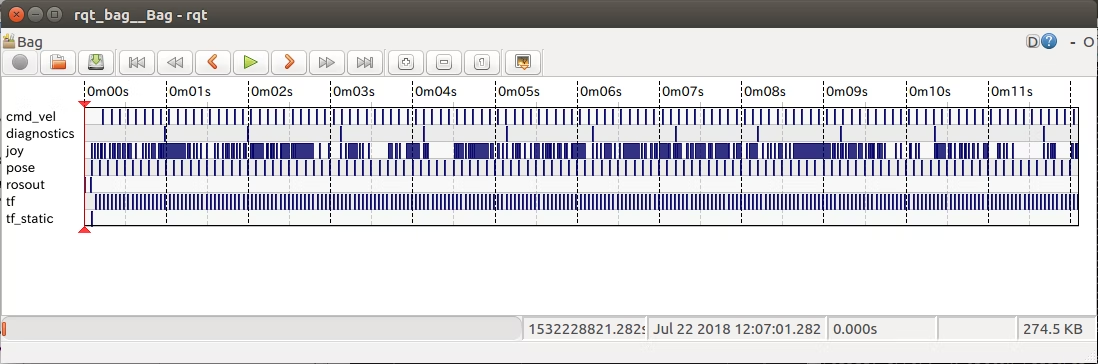 rqt_bag__Bag - rqt
Bag
D ? - O
0m00s 0m01s 0m02s 0m03s 0m04s 0m05s 0m06s 0m07s 0m08s 0m09s 0m10s 0m11s
cmd_vel
diagnostics
joy
pose
rosout
tf
tf_static
1532228821.282s Jul 22 2018 12:07:01.282 0.000s 274.5 KB